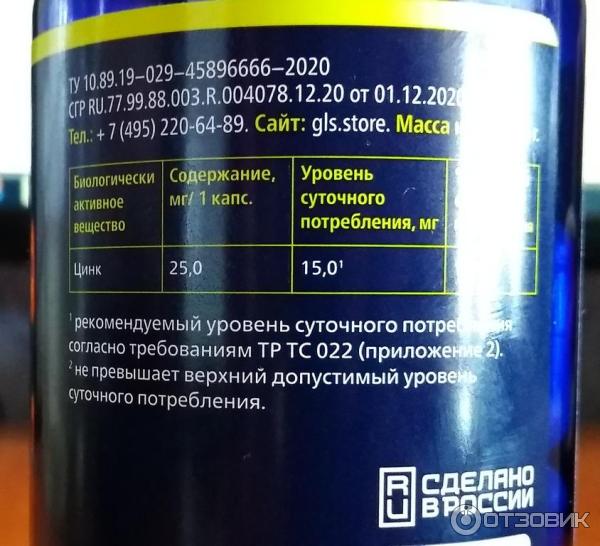 ТУ 10.89.19–029–45896666–2020
СГР RU.77.99.88.003.R.004078.12.20 от 01.12.2020
Тел.: + 7 (495) 220-64-89. Сайт: gls.store. Масса
Биологически активное вещество
Содержание, мг/ 1 капс.
Уровень суточного потребления, мг
Цинк
25,0
15,0¹
¹ рекомендуемый уровень суточного потребления
согласно требованиям ТР ТС 022 (приложение 2).
² не превышает верхний допустимый уровень
суточного потребления.
RU
СДЕЛАНО
В РОССИИ
ОТЗОВИК